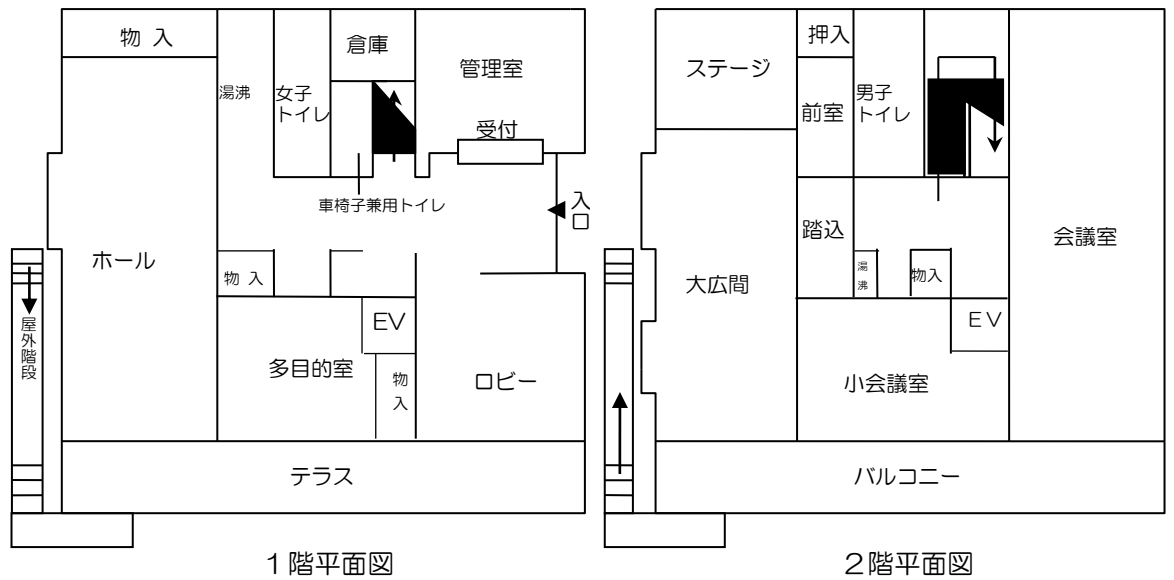 物 入
湯沸
女子
トイレ
倉庫
管理室
受付
車椅子兼用トイレ
入
口
ホール
物 入
EV
多目的室
物
入
ロビー
屋外階段
テラス
1階平面図
ステージ
押入
前室
男子
トイレ
踏込
会議室
大広間
湯
沸
物入
EV
小会議室
バルコニー
2階平面図